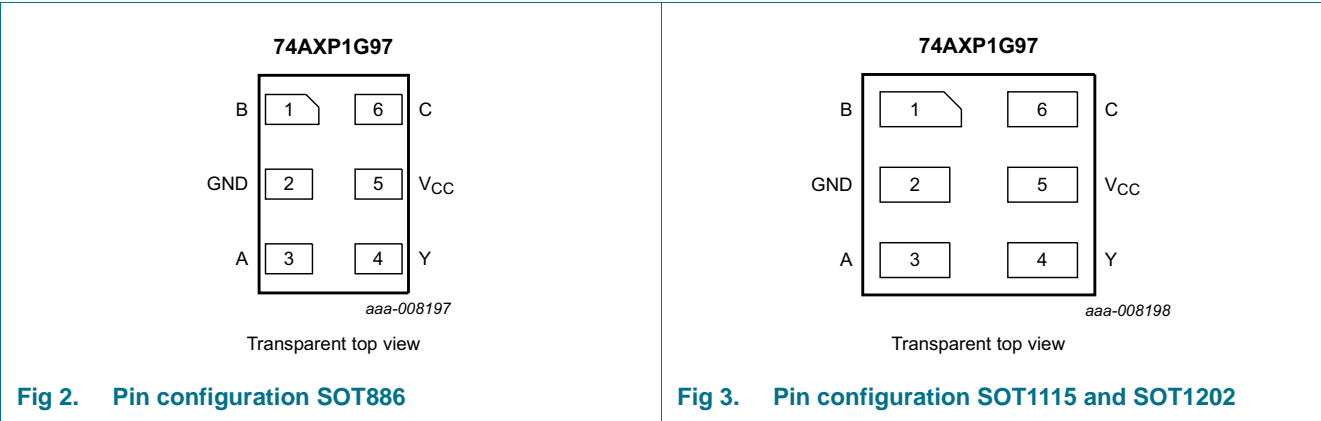 74AXP1G97
B 1 6 C
GND 2 5 VCC
A 3 4 Y
aaa-008197
Transparent top view
Fig 2. Pin configuration SOT886
74AXP1G97
B 1 6 C
GND 2 5 VCC
A 3 4 Y
aaa-008198
Transparent top view
Fig 3. Pin configuration SOT1115 and SOT1202